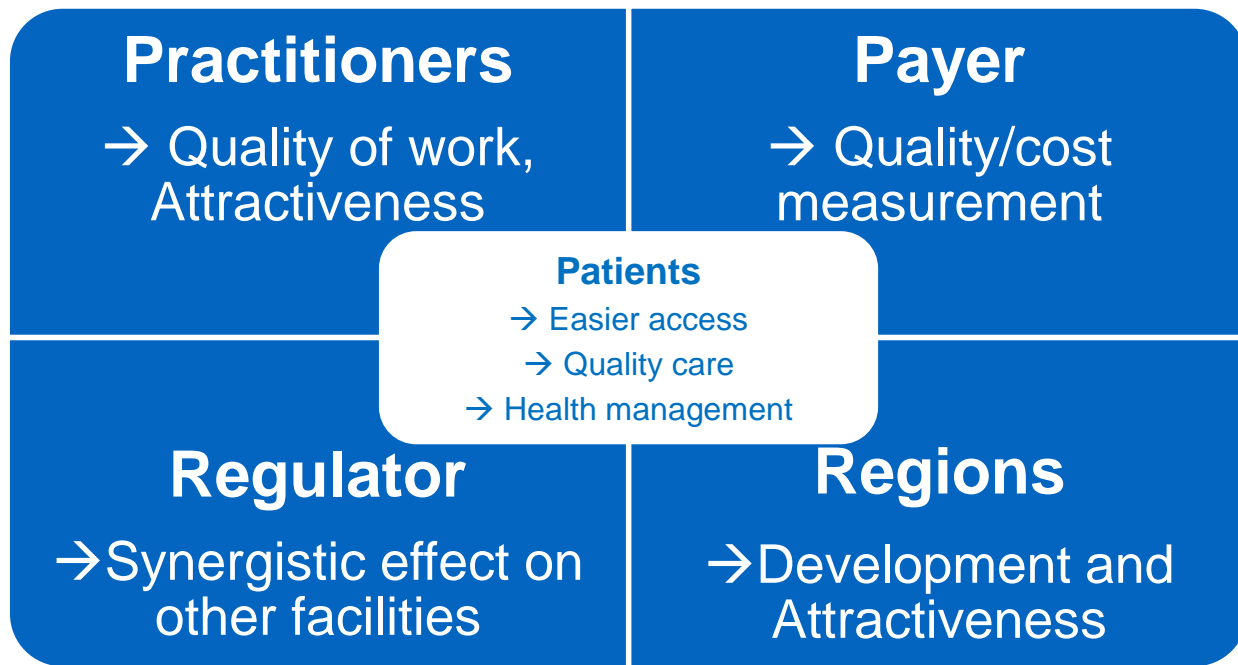 Practitioners
→ Quality of work,
Attractiveness
Payer
→ Quality/cost
measurement
Patients
→ Easier access
→ Quality care
→ Health management
Regulator
→Synergistic effect on
other facilities
Regions
→Development and
Attractiveness